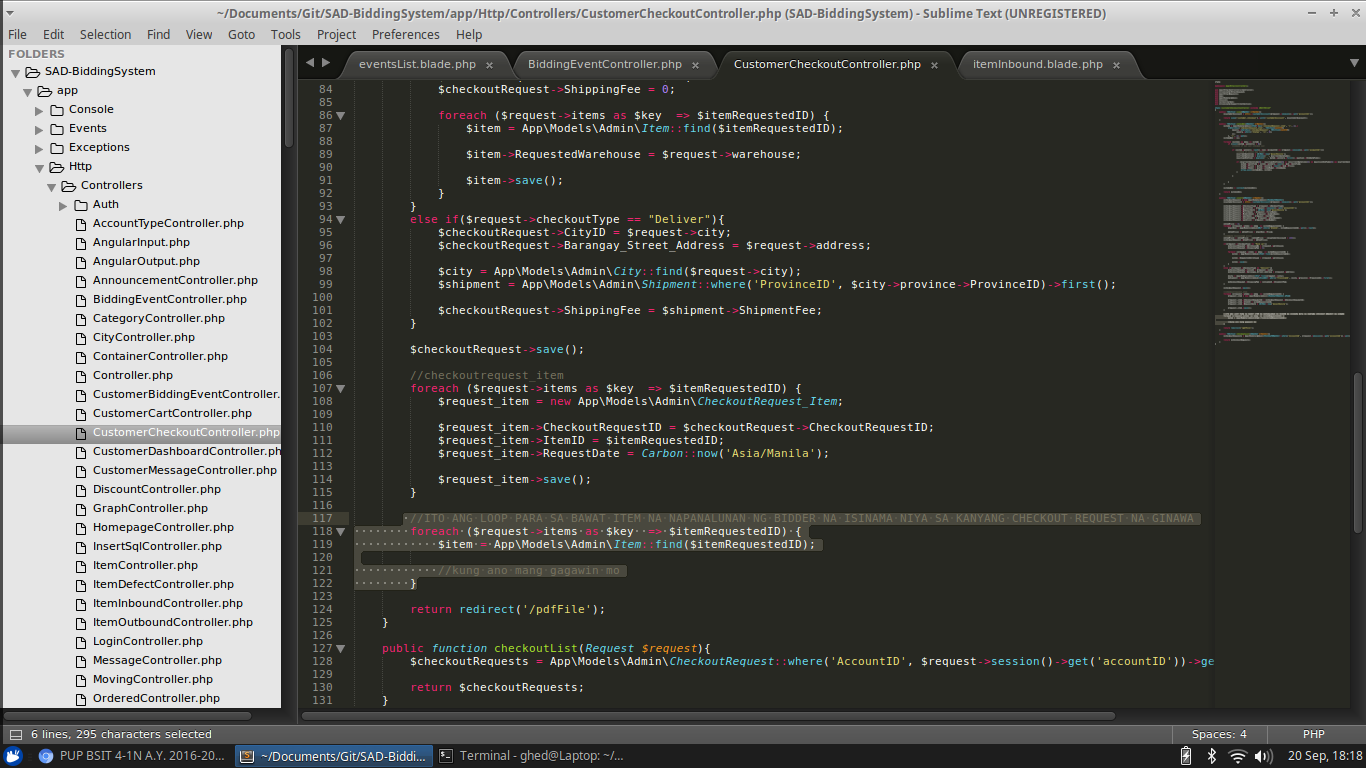 ~/Documents/Git/SAD-BiddingSystem/app/Http/Controllers/CustomerCheckoutController.php (SAD-BiddingSystem) - Sublime Text (UNREGISTERED)
File Edit Selection Find View Goto Tools Project Preferences Help
FOLDERS
SAD-BiddingSystem
app
Console
Events
Exceptions
Http
Controllers
Auth
AccountTypeController.php
AngularInput.php
AngularOutput.php
AnnouncementController.php
BiddingEventController.php
CategoryController.php
CityController.php
ContainerController.php
Controller.php
CustomerBiddingEventController.
CustomerCartController.php
CustomerCheckoutController.php
CustomerDashboardController.ph
CustomerMessageController.php
DiscountController.php
GraphController.php
HomepageController.php
InsertSqlController.php
ItemController.php
ItemDefectController.php
ItemInboundController.php
ItemOutboundController.php
LoginController.php
MessageController.php
MovingController.php
OrderedController.php
eventsList.blade.php × BiddingEventController.php × CustomerCheckoutController.php × itemInbound.blade.php ×
84 $checkoutRequest->ShippingFee = 0;
85
86 foreach ($request->items as $key  => $itemRequestedID) {
87 $item = App\Models\Admin\Item::find($itemRequestedID);
88
89 $item->RequestedWarehouse = $request->warehouse;
90
91 $item->save();
92 }
93 }
94 else if($request->checkoutType == "Deliver"){
95 $checkoutRequest->CityID = $request->city;
96 $checkoutRequest->Barangay_Street_Address = $request->address;
97
98 $city = App\Models\Admin\City::find($request->city);
99 $shipment = App\Models\Admin\Shipment::where('ProvinceID', $city->province->ProvinceID)->first();
100
101 $checkoutRequest->ShippingFee = $shipment->ShipmentFee;
102 }
103
104 $checkoutRequest->save();
105
106 //checkoutrequest_item
107 foreach ($request->items as $key  => $itemRequestedID) {
108 $request_item = new App\Models\Admin\CheckoutRequest_Item;
109
110 $request_item->CheckoutRequestID = $checkoutRequest->CheckoutRequestID;
111 $request_item->ItemID = $itemRequestedID;
112 $request_item->RequestDate = Carbon::now('Asia/Manila');
113
114 $request_item->save();
115 }
116
117 //ITO ANG LOOP PARA SA BAWAT ITEM NA NAPANALUNAN NG BIDDER NA ISINAMA NIYA SA KANYANG CHECKOUT REQUEST NA GINAWA
118 foreach ($request->items as $key  => $itemRequestedID) {
119 $item = App\Models\Admin\Item::find($itemRequestedID);
120
121 //kung ano mang gagawin mo
122 }
123
124 return redirect('/pdfFile');
125 }
126
127 public function checkoutList(Request $request){
128 $checkoutRequests = App\Models\Admin\CheckoutRequest::where('AccountID', $request->session()->get('accountID'))->ge
129
130 return $checkoutRequests;
131 }
6 lines, 295 characters selected Spaces: 4 PHP
PUP BSIT 4-1N A.Y. 2016-20... ~/Documents/Git/SAD-Biddi... Terminal - ghed@Laptop: ~/... 20 Sep, 18:18